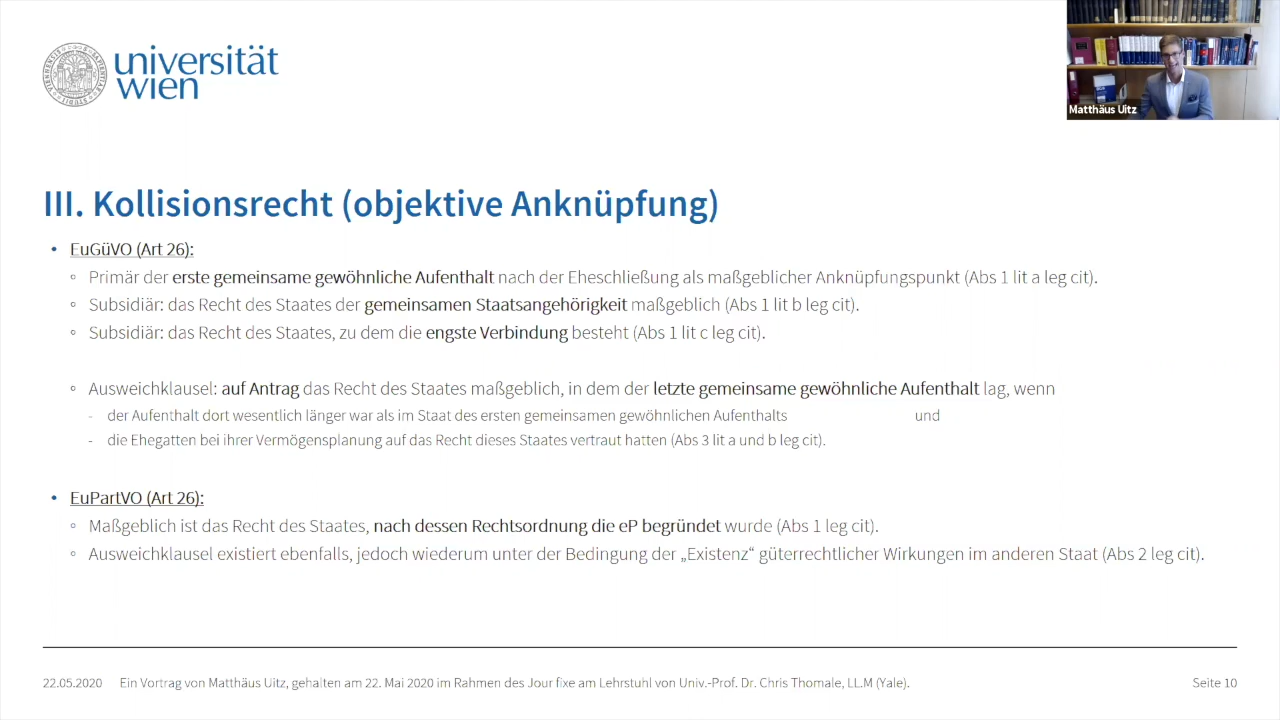 universität
wien
Matthäus Uitz
III. Kollisionsrecht (objektive Anknüpfung)
• EuGüVO (Art 26):
▫ Primär der erste gemeinsame gewöhnliche Aufenthalt nach der Eheschließung als maßgeblicher Anknüpfungspunkt (Abs 1 lit a leg cit).
▫ Subsidiär: das Recht des Staates der gemeinsamen Staatsangehörigkeit maßgeblich (Abs 1 lit b leg cit).
▫ Subsidiär: das Recht des Staates, zu dem die engste Verbindung besteht (Abs 1 lit c leg cit).
▫ Ausweichklausel: auf Antrag das Recht des Staates maßgeblich, in dem der letzte gemeinsame gewöhnliche Aufenthalt lag, wenn
- der Aufenthalt dort wesentlich länger war als im Staat des ersten gemeinsamen gewöhnlichen Aufenthalts und
- die Ehegatten bei ihrer Vermögensplanung auf das Recht dieses Staates vertraut hatten (Abs 3 lit a und b leg cit).
• EuPartVO (Art 26):
▫ Maßgeblich ist das Recht des Staates, nach dessen Rechtsordnung die eP begründet wurde (Abs 1 leg cit).
▫ Ausweichklausel existiert ebenfalls, jedoch wiederum unter der Bedingung der „Existenz“ güterrechtlicher Wirkungen im anderen Staat (Abs 2 leg cit).
22.05.2020 Ein Vortrag von Matthäus Uitz, gehalten am 22. Mai 2020 im Rahmen des Jour fixe am Lehrstuhl von Univ.-Prof. Dr. Chris Thomale, LL.M (Yale). Seite 10